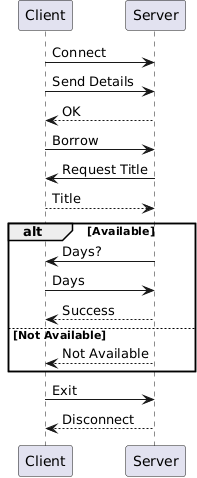 Client Server
Connect
Send Details
OK
Borrow
Request Title
Title
alt [Available]
Days?
Days
Success
[Not Available]
Not Available
Exit
Disconnect
Client Server